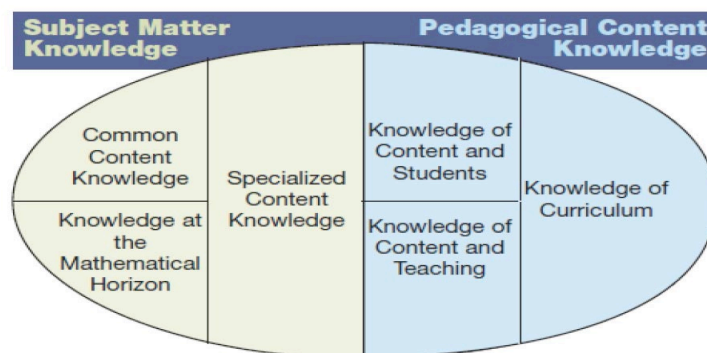 Subject Matter
Knowledge
Pedagogical Content
Knowledge
Common
Content
Knowledge
Knowledge at
the
Mathematical
Horizon
Specialized
Content
Knowledge
Knowledge of
Content and
Students
Knowledge of
Content and
Teaching
Knowledge of
Curriculum